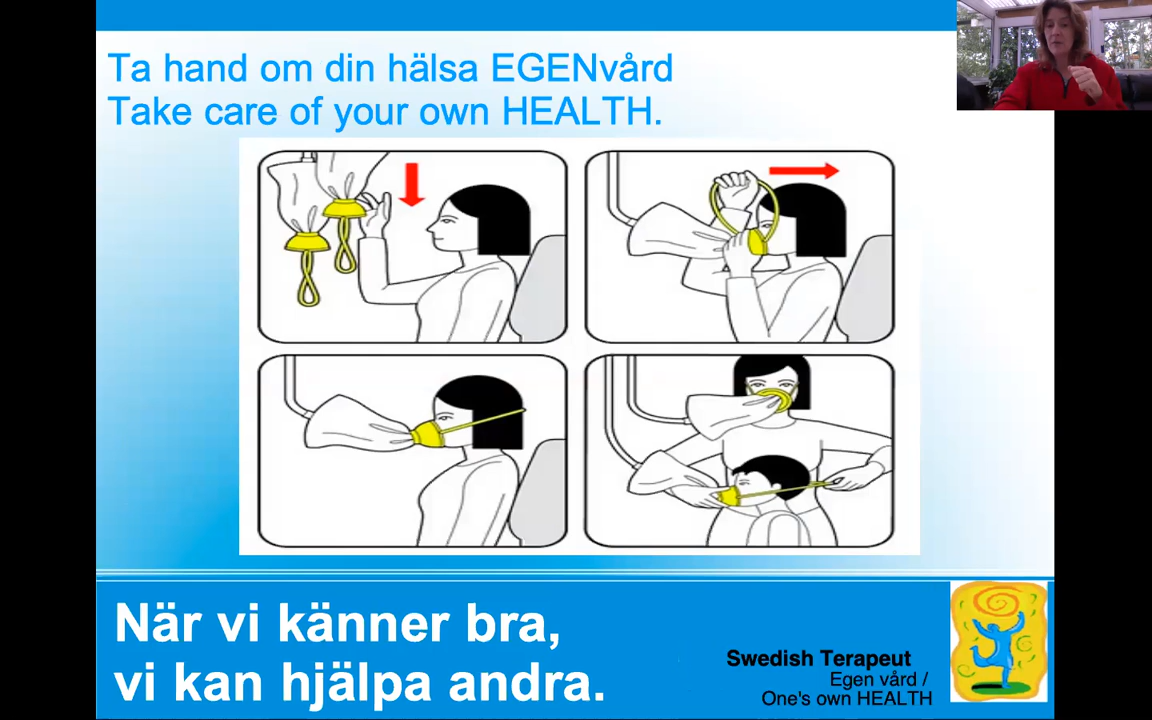 Ta hand om din hälsa EGENvård
Take care of your own HEALTH.
När vi känner bra,
vi kan hjälpa andra.
Swedish Terapeut
Egen vård /
One's own HEALTH